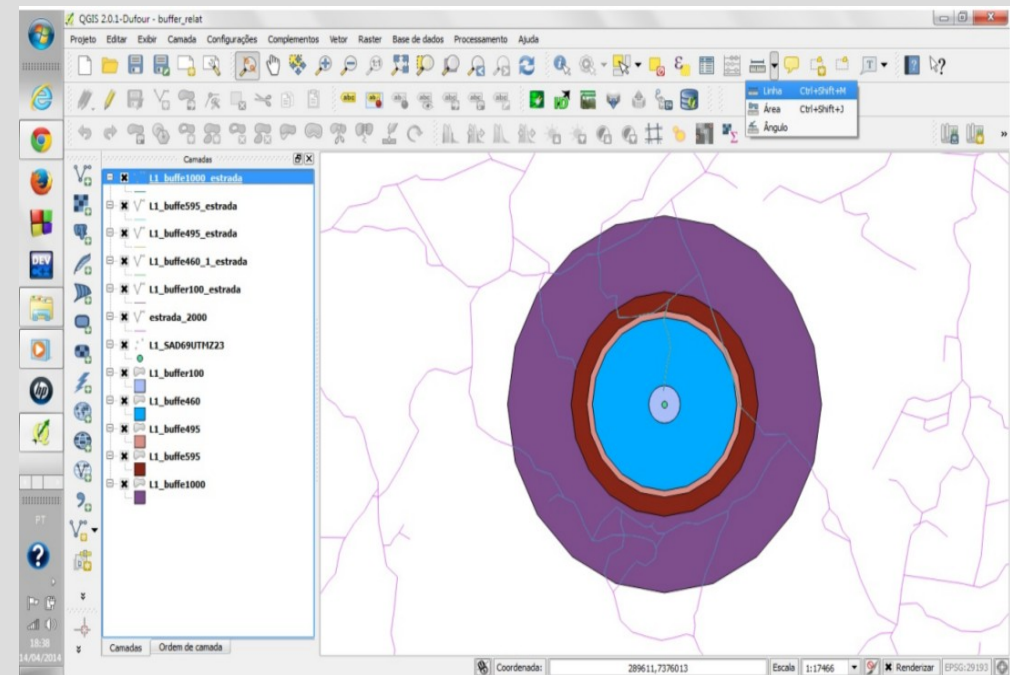 QGIS 2.0.1-Dufour - buffer_relat
Projeto Editar Exibir Camada Configurações Complementos Vetor Raster Base de dados Processamento Ajuda
Linha Ctrl+Shift+M
Área Ctrl+Shift+J
Ângulo
Camadas
L1_buffe1000_estrada
L1_buffe595_estrada
L1_buffe495_estrada
L1_buffe460_1_estrada
L1_buffer100_estrada
estrada_2000
L1_SAD69UTMZ23
L1_buffer100
L1_buffe460
L1_buffe495
L1_buffe595
L1_buffe1000
DEV
hp
PT
18:38
14/04/2014
Camadas Ordem de camada
Coordenada: 289611,7376013 Escala 1:17466 Renderizar EPSG:29193